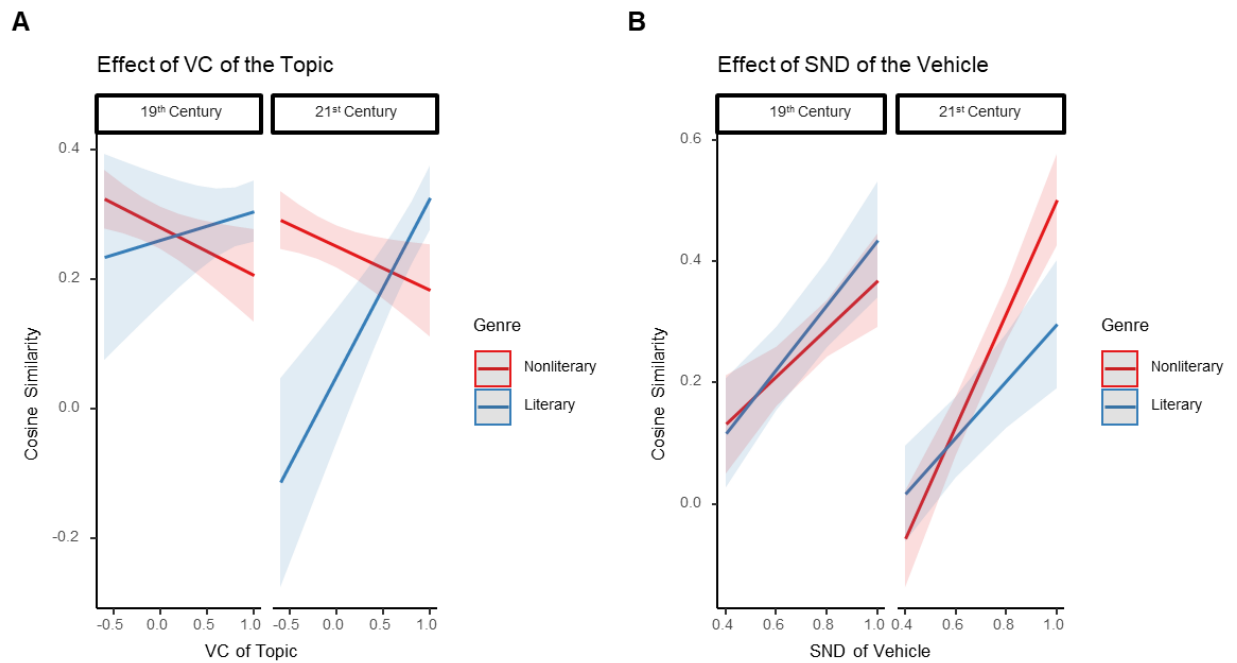 A
Effect of VC of the Topic
19th Century
21st Century
0.4
0.2
0.0
-0.2
Cosine Similarity
-0.5 0.0 0.5 1.0
-0.5 0.0 0.5 1.0
VC of Topic
Genre
Nonliterary
Literary
B
Effect of SND of the Vehicle
19th Century
21st Century
0.6
0.4
0.2
0.0
Cosine Similarity
0.4 0.6 0.8 1.0
0.4 0.6 0.8 1.0
SND of Vehicle
Genre
Nonliterary
Literary